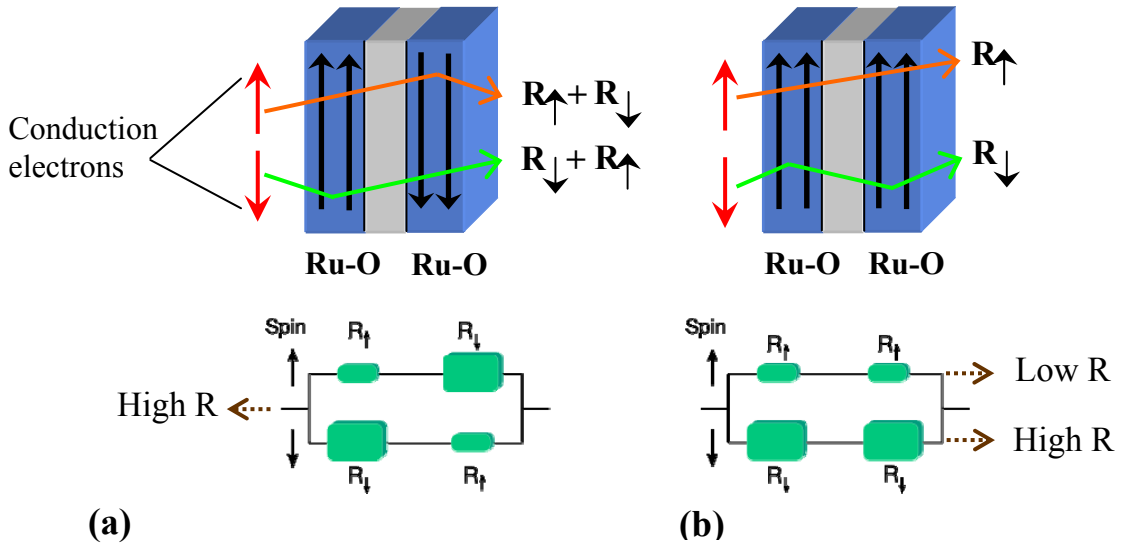 Conduction
electrons
R↑ + R↓
R↓ + R↑
Ru-O Ru-O
R↑
R↓
Ru-O Ru-O
Spin R↑ R↓
High R
R↓ R↑
(a)
Spin R↑ R↑
Low R
High R
R↓ R↓
(b)